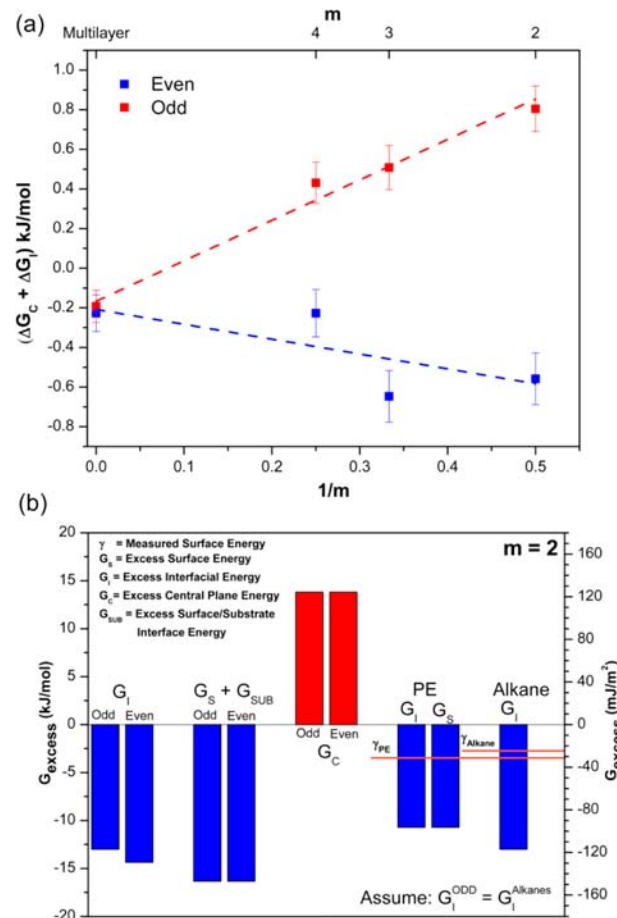 (a)
m
Multilayer 4 3 2
1.0
0.8
0.6
0.4
0.2
0.0
-0.2
-0.4
-0.6
-0.8
(ΔG_C + ΔG_I) kJ/mol
Even
Odd
0.0 0.1 0.2 0.3 0.4 0.5
1/m
(b)
20
15
10
5
0
-5
-10
-15
-20
G_excess (kJ/mol)
γ = Measured Surface Energy
G_S = Excess Surface Energy
G_I = Excess Interfacial Energy
G_C = Excess Central Plane Energy
G_SUB = Excess Surface/Substrate
Interface Energy
m = 2
G_I
Odd Even
G_S + G_SUB
Odd Even
Odd Even
G_C
PE
G_I G_S
Alkane
G_I
γ_PE
γ_Alkane
Assume: G_I^ODD = G_I^Alkanes
160
120
80
40
0
-40
-80
-120
-160
G_excess (mJ/m²)